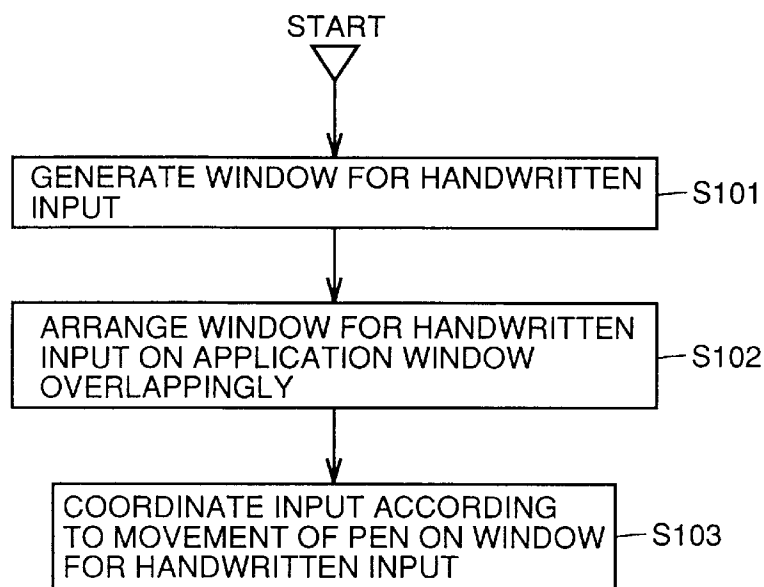 START
GENERATE WINDOW FOR HANDWRITTEN
INPUT
S101
ARRANGE WINDOW FOR HANDWRITTEN
INPUT ON APPLICATION WINDOW
OVERLAPPINGLY
S102
COORDINATE INPUT ACCORDING
TO MOVEMENT OF PEN ON WINDOW
FOR HANDWRITTEN INPUT
S103